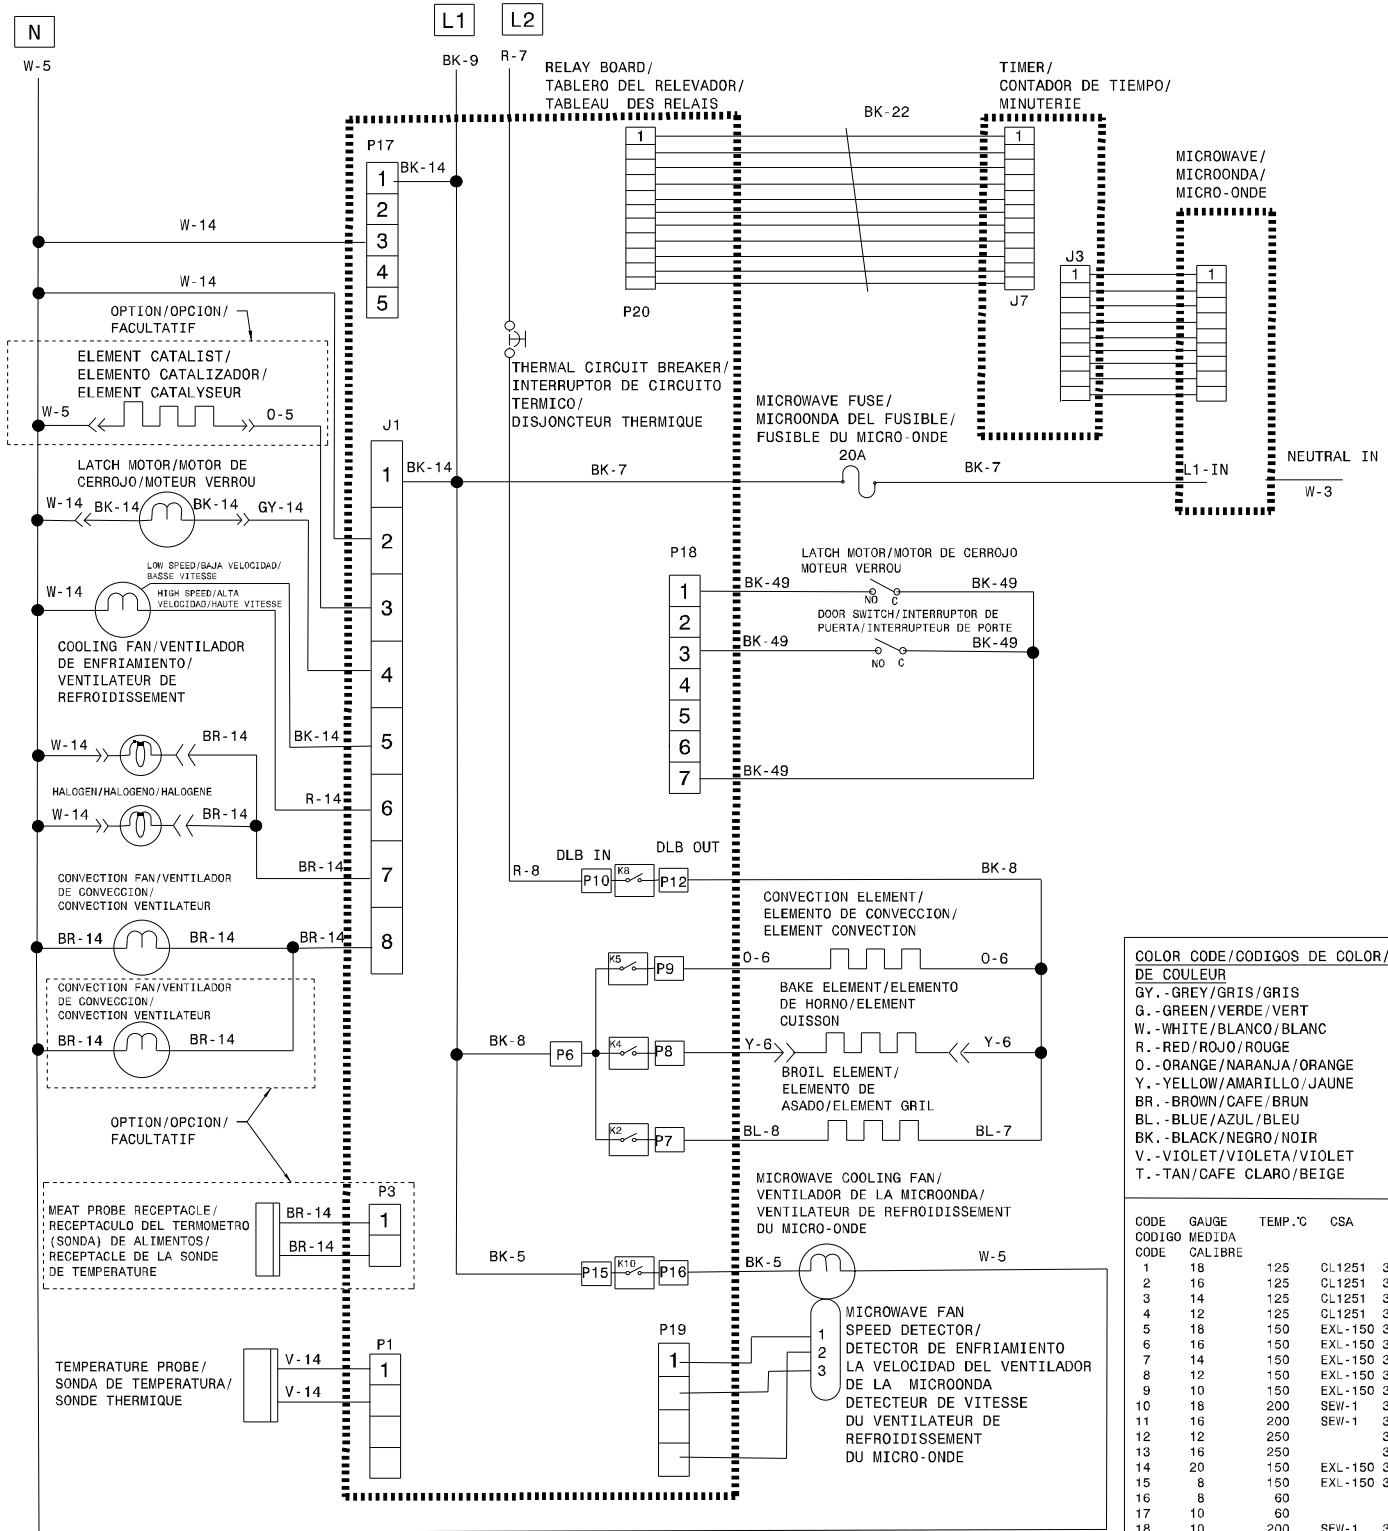 N
L1
L2
W-5
BK-9
R-7
RELAY BOARD/
TABLERO DEL RELEVADOR/
TABLEAU DES RELAIS
TIMER/
CONTADOR DE TIEMPO/
MINUTERIE
BK-22
P17
1
2
3
4
5
BK-14
1
1
MICROWAVE/
MICROONDA/
MICRO-ONDE
W-14
W-14
P20
J7
J3
1
1
OPTION/OPCION/
FACULTATIF
ELEMENT CATALIST/
ELEMENTO CATALIZADOR/
ELEMENT CATALYSEUR
W-5
O-5
THERMAL CIRCUIT BREAKER/
INTERRUPTOR DE CIRCUITO
TERMICO/
DISJONCTEUR THERMIQUE
MICROWAVE FUSE/
MICROONDA DEL FUSIBLE/
FUSIBLE DU MICRO-ONDE
20A
J1
1
2
3
4
5
6
7
8
BK-14
BK-7
BK-7
L1-IN
NEUTRAL IN
W-3
LATCH MOTOR/MOTOR DE
CERROJO/MOTEUR VERROU
W-14
BK-14
BK-14
GY-14
LOW SPEED/BAJA VELOCIDAD/
BASSE VITESSE
HIGH SPEED/ALTA
VELOCIDAD/HAUTE VITESSE
W-14
COOLING FAN/VENTILADOR
DE ENFRIAMIENTO/
VENTILATEUR DE
REFROIDISSEMENT
P18
1
2
3
4
5
6
7
LATCH MOTOR/MOTOR DE CERROJO
MOTEUR VERROU
BK-49
NO C
BK-49
DOOR SWITCH/INTERRUPTOR DE
PUERTA/INTERRUPTEUR DE PORTE
BK-49
NO C
BK-49
BK-49
W-14
BR-14
BK-14
HALOGEN/HALOGENO/HALOGENE
W-14
BR-14
R-14
BR-14
CONVECTION FAN/VENTILADOR
DE CONVECCION/
CONVECTION VENTILATEUR
BR-14
BR-14
BR-14
CONVECTION FAN/VENTILADOR
DE CONVECCION/
CONVECTION VENTILATEUR
BR-14
BR-14
OPTION/OPCION/
FACULTATIF
R-8
DLB IN
DLB OUT
P10
K8
P12
BK-8
CONVECTION ELEMENT/
ELEMENTO DE CONVECCION/
ELEMENT CONVECTION
K5
P9
O-6
O-6
BAKE ELEMENT/ELEMENTO
DE HORNO/ELEMENT
CUISSON
BK-8
P6
K4
P8
Y-6
Y-6
BROIL ELEMENT/
ELEMENTO DE
ASADO/ELEMENT GRIL
K2
P7
BL-8
BL-7
MEAT PROBE RECEPTACLE/
RECEPTACULO DEL TERMOMETRO
(SONDA) DE ALIMENTOS/
RECEPTACLE DE LA SONDE
DE TEMPERATURE
BR-14
BR-14
P3
1
MICROWAVE COOLING FAN/
VENTILADOR DE LA MICROONDA/
VENTILATEUR DE REFROIDISSEMENT
DU MICRO-ONDE
BK-5
P15
K10
P16
BK-5
W-5
P19
1
1
2
3
MICROWAVE FAN
SPEED DETECTOR/
DETECTOR DE ENFRIAMIENTO
LA VELOCIDAD DEL VENTILADOR
DE LA MICROONDA
DETECTEUR DE VITESSE
DU VENTILATEUR DE
REFROIDISSEMENT
DU MICRO-ONDE
TEMPERATURE PROBE/
SONDA DE TEMPERATURA/
SONDE THERMIQUE
V-14
V-14
P1
1
COLOR CODE/CODIGOS DE COLOR/
DE COULEUR
GY.-GREY/GRIS/GRIS
G.-GREEN/VERDE/VERT
W.-WHITE/BLANCO/BLANC
R.-RED/ROJO/ROUGE
O.-ORANGE/NARANJA/ORANGE
Y.-YELLOW/AMARILLO/JAUNE
BR.-BROWN/CAFE/BRUN
BL.-BLUE/AZUL/BLEU
BK.-BLACK/NEGRO/NOIR
V.-VIOLET/VIOLETA/VIOLET
T.-TAN/CAFE CLARO/BEIGE
CODE GAUGE TEMP.°C CSA
CODIGO MEDIDA
CODE CALIBRE
1 18 125 CL1251 3
2 16 125 CL1251 3
3 14 125 CL1251 3
4 12 125 CL1251 3
5 18 150 EXL-150 3
6 16 150 EXL-150 3
7 14 150 EXL-150 3
8 12 150 EXL-150 3
9 10 150 EXL-150 3
10 18 200 SEW-1 3
11 16 200 SEW-1 3
12 12 250 3
13 16 250 3
14 20 150 EXL-150 3
15 8 150 EXL-150 3
16 8 60
17 10 60
18 10 200 SEW-1 3